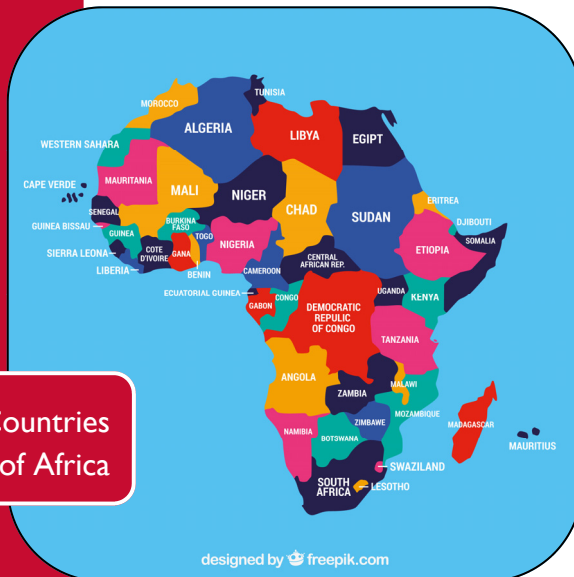 TUNISIA
MOROCCO
ALGERIA
LIBYA
EGIPT
WESTERN SAHARA
MAURITANIA
CAPE VERDE
MALI
NIGER
CHAD
SUDAN
ERITREA
SENEGAL
BURKINA
FASO
DJIBOUTI
GUINEA BISSAU
GUINEA
TOGO
NIGERIA
ETIOPIA
SOMALIA
SIERRA LEONA
COTE
D'IVOIRE
GANA
CENTRAL
AFRICAN REP.
LIBERIA
BENIN
CAMEROON
ECUATORIAL GUINEA
UGANDA
KENYA
GABON
CONGO
DEMOCRATIC
REPULIC
OF CONGO
TANZANIA
ANGOLA
MALAWI
ZAMBIA
MOZAMBIQUE
ZIMBAWE
MADAGASCAR
NAMIBIA
BOTSWANA
MAURITIUS
SWAZILAND
SOUTH
AFRICA
LESOTHO
Countries
of Africa
designed by freepik.com